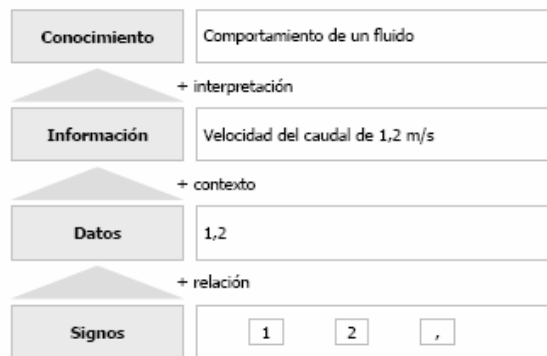 Conocimiento Comportamiento de un fluido
+ interpretación
Información Velocidad del caudal de 1,2 m/s
+ contexto
Datos 1,2
+ relación
Signos 1 2 ,